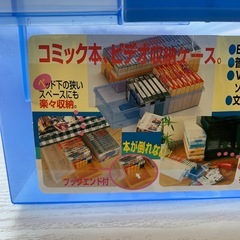 コミック本、ビデオ収納ケース。
ベッド下の狭い
スペースにも
楽々収納。
本が倒れない
ブックエンド付